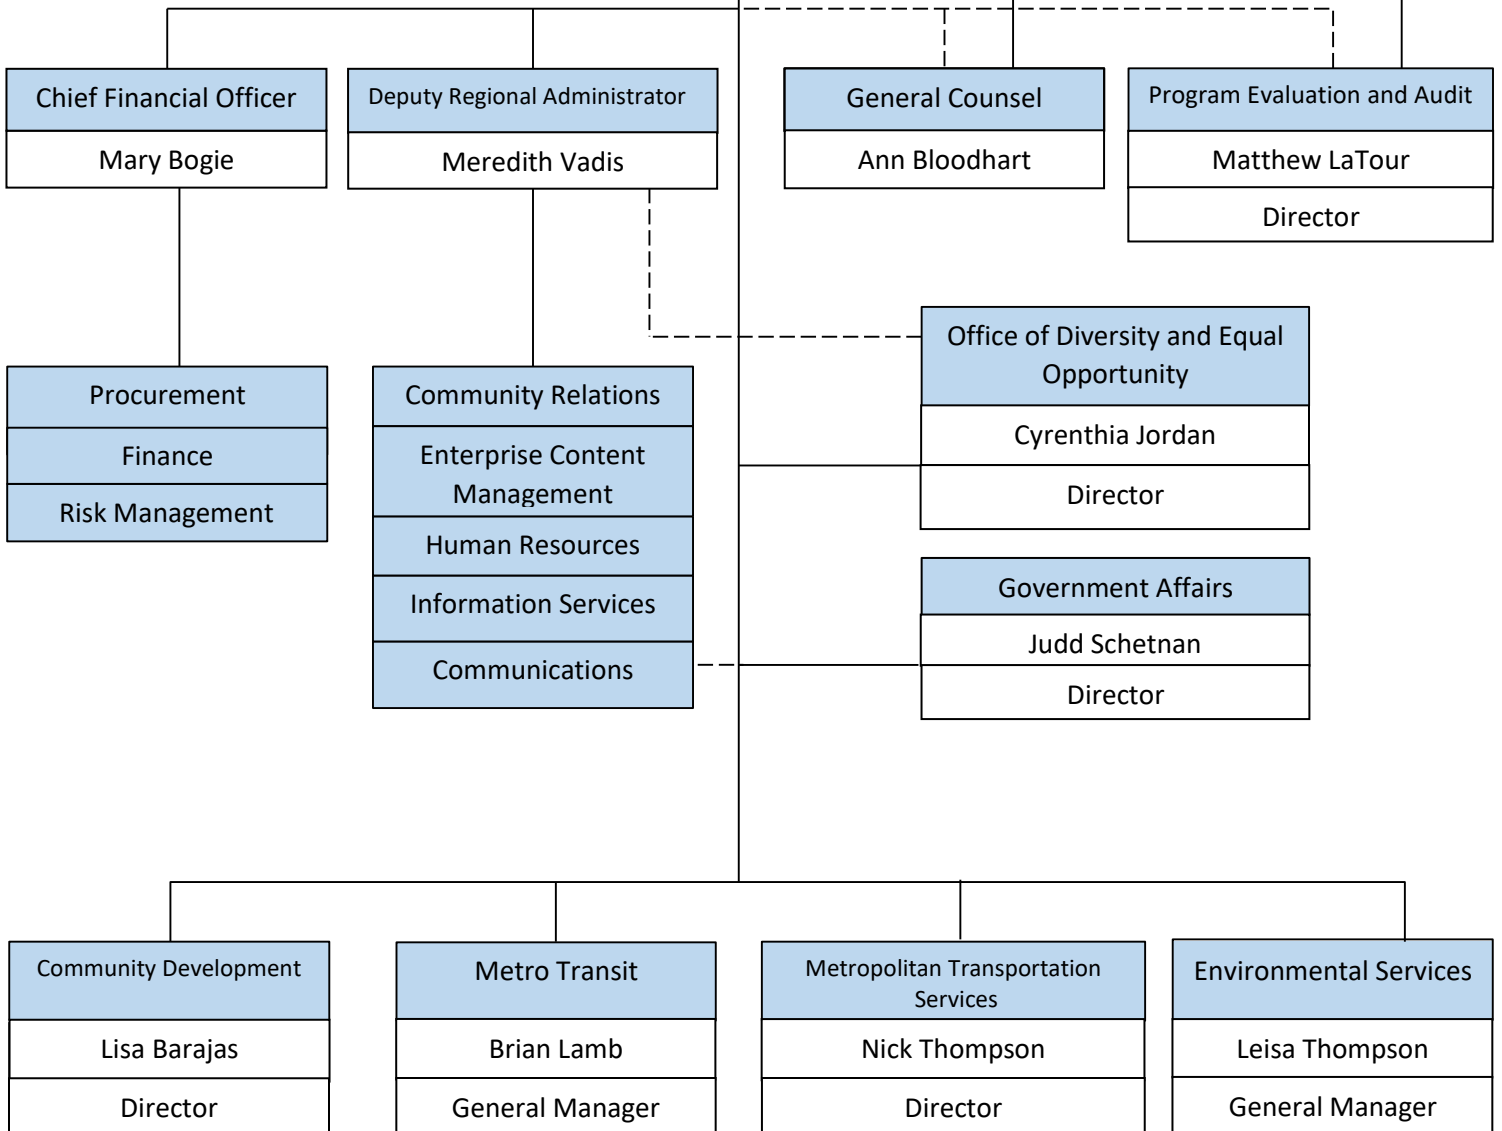 Chief Financial Officer
Mary Bogie
Deputy Regional Administrator
Meredith Vadis
General Counsel
Ann Bloodhart
Program Evaluation and Audit
Matthew LaTour
Director
Procurement
Finance
Risk Management
Community Relations
Enterprise Content
Management
Human Resources
Information Services
Communications
Office of Diversity and Equal
Opportunity
Cyrenthia Jordan
Director
Government Affairs
Judd Schetnan
Director
Community Development
Lisa Barajas
Director
Metro Transit
Brian Lamb
General Manager
Metropolitan Transportation
Services
Nick Thompson
Director
Environmental Services
Leisa Thompson
General Manager